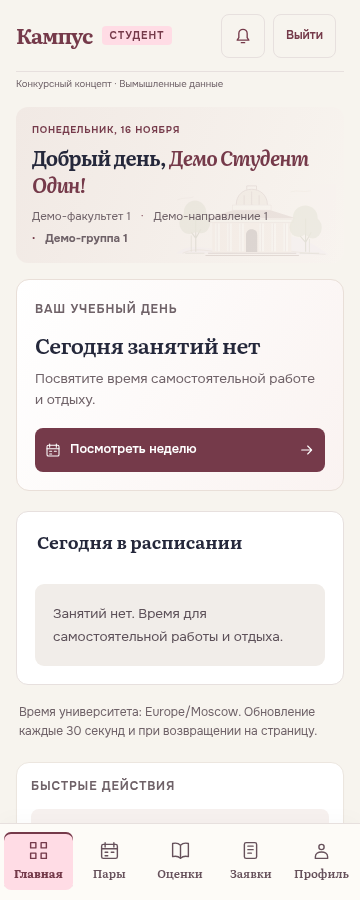 Кампус СТУДЕНТ Выйти
Конкурсный концепт · Вымышленные данные
ПОНЕДЕЛЬНИК, 16 НОЯБРЯ
Добрый день, Демо Студент
Один!
Демо-факультет 1 · Демо-направление 1
· Демо-группа 1
ВАШ УЧЕБНЫЙ ДЕНЬ
Сегодня занятий нет
Посвятите время самостоятельной работе
и отдыху.
Посмотреть неделю →
Сегодня в расписании
Занятий нет. Время для
самостоятельной работы и отдыха.
Время университета: Europe/Moscow. Обновление
каждые 30 секунд и при возвращении на страницу.
БЫСТРЫЕ ДЕЙСТВИЯ
Главная Пары Оценки Заявки Профиль